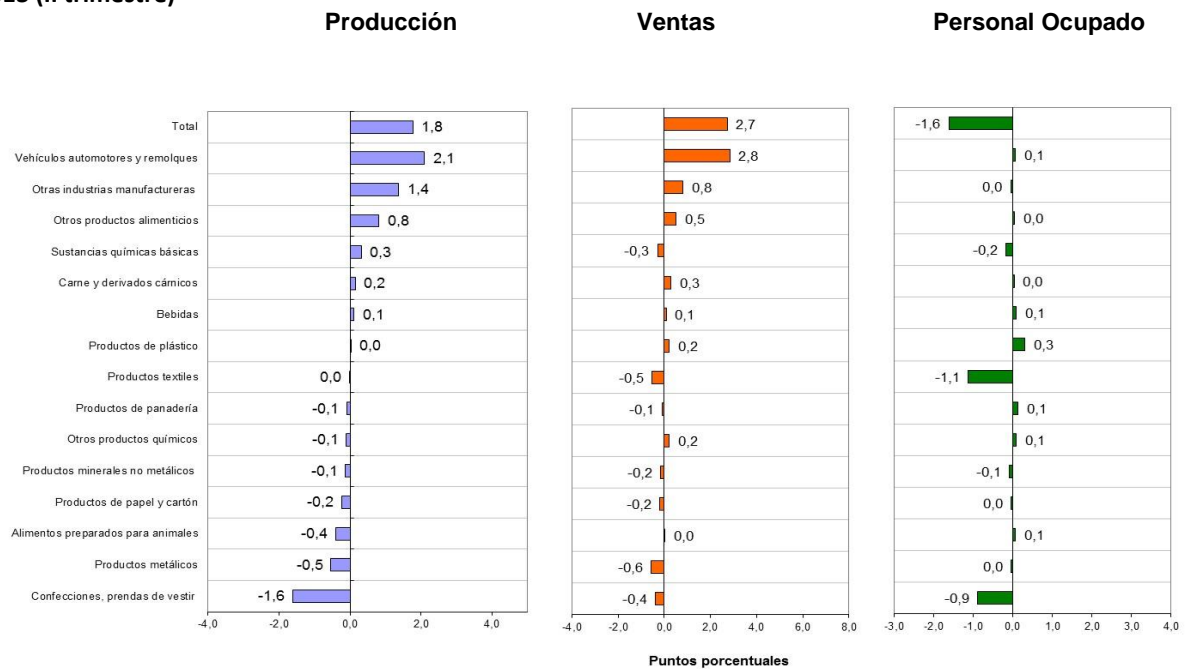 (II trimestre)
Producción Ventas Personal Ocupado
Total 1,8 2,7 -1,6
Vehículos automotores y remolques 2,1 2,8 0,1
Otras industrias manufactureras 1,4 0,8 0,0
Otros productos alimenticios 0,8 0,5 0,0
Sustancias químicas básicas 0,3 -0,3 -0,2
Carne y derivados cárnicos 0,2 0,3 0,0
Bebidas 0,1 0,1 0,1
Productos de plástico 0,0 0,2 0,3
Productos textiles 0,0 -0,5 -1,1
Productos de panadería -0,1 -0,1 0,1
Otros productos químicos -0,1 0,2 0,1
Productos minerales no metálicos -0,1 -0,2 -0,1
Productos de papel y cartón -0,2 -0,2 0,0
Alimentos preparados para animales -0,4 0,0 0,1
Productos metálicos -0,5 -0,6 0,0
Confecciones, prendas de vestir -1,6 -0,4 -0,9
-4,0 -2,0 0,0 2,0 4,0 -4,0 -2,0 0,0 2,0 4,0 6,0 8,0 -3,0 -2,0 -1,0 0,0 1,0 2,0 3,0 4,0
Puntos porcentuales